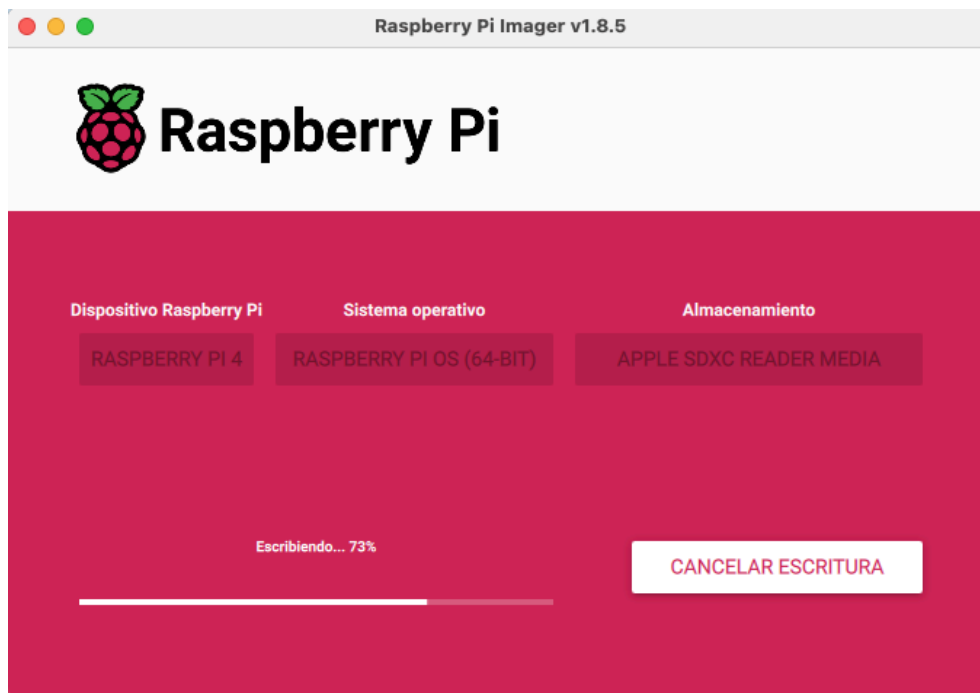 Raspberry Pi Imager v1.8.5
Raspberry Pi
Dispositivo Raspberry Pi
Sistema operativo
Almacenamiento
RASPBERRY PI 4
RASPBERRY PI OS (64-BIT)
APPLE SDXC READER MEDIA
Escribiendo... 73%
CANCELAR ESCRITURA